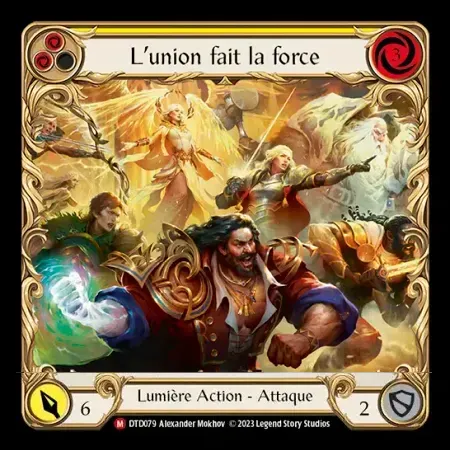 L'union fait la force
3
Lumière Action - Attaque
6
2
M DTD079 Alexander Mokhov © 2023 Legend Story Studios